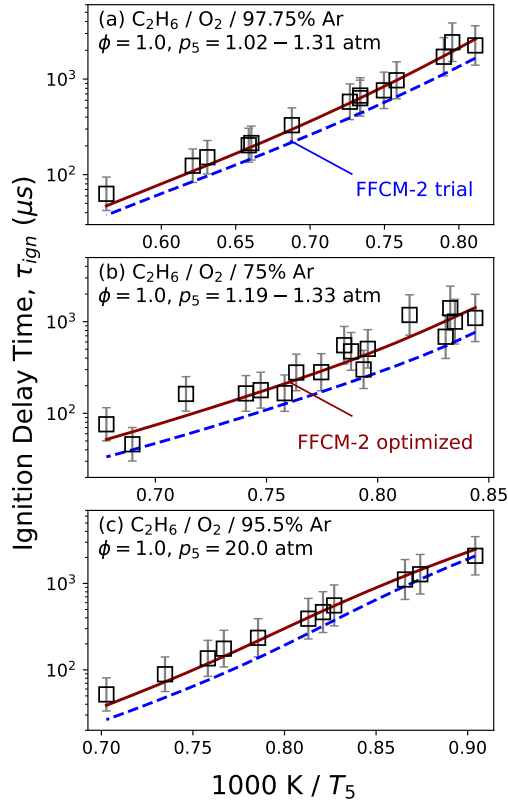 (a) C₂H₆ / O₂ / 97.75% Ar
ϕ = 1.0, p₅ = 1.02 − 1.31 atm
10³
10²
FFCM-2 trial
0.60 0.65 0.70 0.75 0.80
(b) C₂H₆ / O₂ / 75% Ar
ϕ = 1.0, p₅ = 1.19 − 1.33 atm
10³
10²
FFCM-2 optimized
0.70 0.75 0.80 0.85
(c) C₂H₆ / O₂ / 95.5% Ar
ϕ = 1.0, p₅ = 20.0 atm
10³
10²
0.70 0.75 0.80 0.85 0.90
Ignition Delay Time, τᵢgₙ (μs)
1000 K / T₅